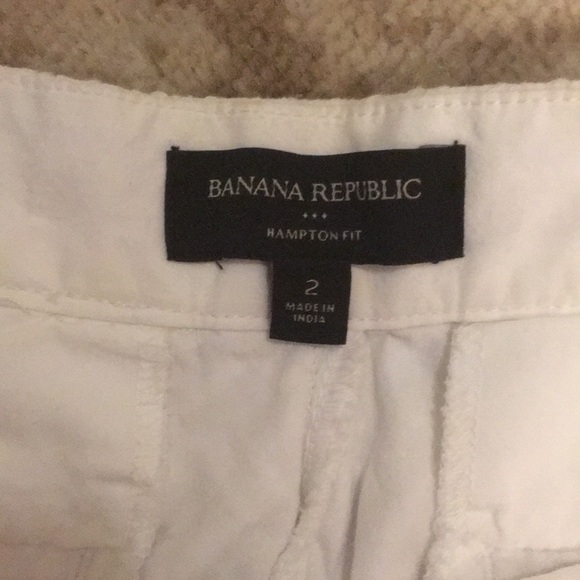 BANANA REPUBLIC
HAMPTON FIT
2
MADE IN
INDIA